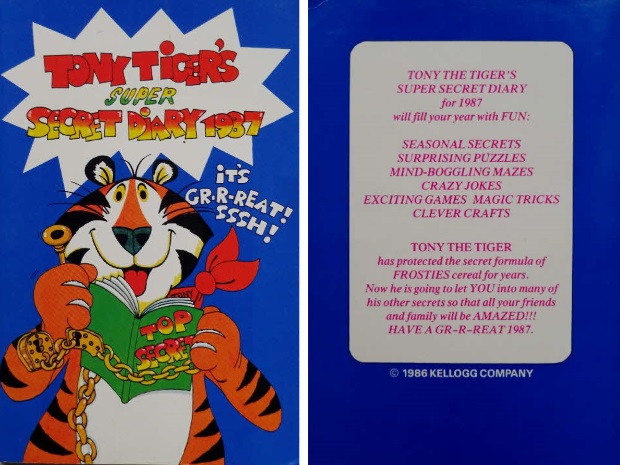 TONY TIGER'S
SUPER
SECRET DIARY 1987
IT'S
GR-R-REAT!
SSSH!
TONY
TOP
SECRET
TONY THE TIGER'S
SUPER SECRET DIARY
for 1987
will fill your year with FUN:
SEASONAL SECRETS
SURPRISING PUZZLES
MIND-BOGGLING MAZES
CRAZY JOKES
EXCITING GAMES MAGIC TRICKS
CLEVER CRAFTS
TONY THE TIGER
has protected the secret formula of
FROSTIES cereal for years.
Now he is going to let YOU into many of
his other secrets so that all your friends
and family will be AMAZED!!!
HAVE A GR-R-REAT 1987.
© 1986 KELLOGG COMPANY